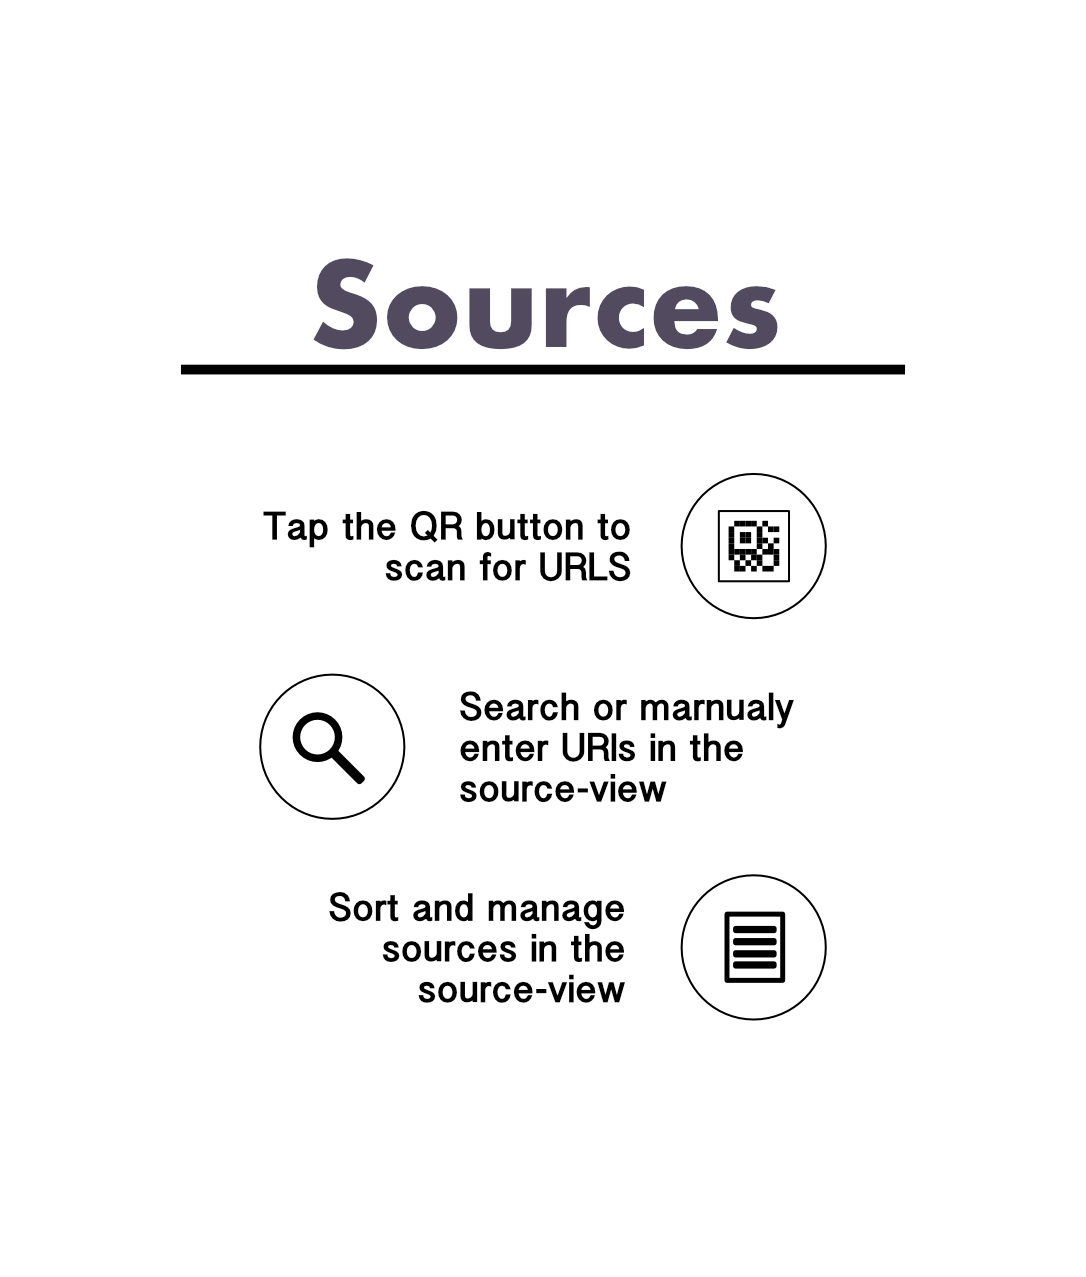 Sources
Tap the QR button to
scan for URLS
Search or marnualy
enter URIs in the
source-view
Sort and manage
sources in the
source-view